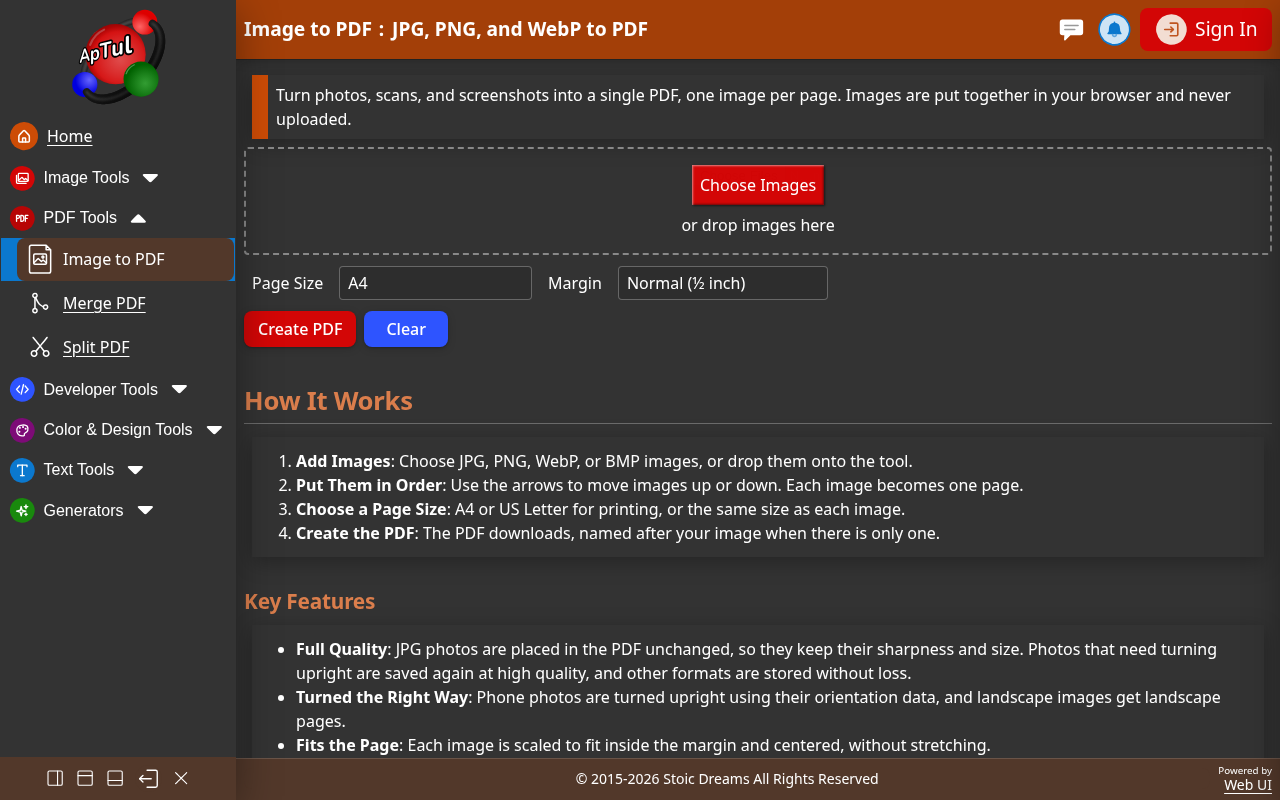 ApTul
Home
Image Tools
PDF
PDF Tools
Image to PDF
Merge PDF
Split PDF
Developer Tools
Color & Design Tools
Text Tools
Generators
Image to PDF : JPG, PNG, and WebP to PDF
Sign In
Turn photos, scans, and screenshots into a single PDF, one image per page. Images are put together in your browser and never
uploaded.
Choose Images
or drop images here
Page Size A4 Margin Normal (½ inch)
Create PDF Clear
How It Works
1. Add Images: Choose JPG, PNG, WebP, or BMP images, or drop them onto the tool.
2. Put Them in Order: Use the arrows to move images up or down. Each image becomes one page.
3. Choose a Page Size: A4 or US Letter for printing, or the same size as each image.
4. Create the PDF: The PDF downloads, named after your image when there is only one.
Key Features
• Full Quality: JPG photos are placed in the PDF unchanged, so they keep their sharpness and size. Photos that need turning
upright are saved again at high quality, and other formats are stored without loss.
• Turned the Right Way: Phone photos are turned upright using their orientation data, and landscape images get landscape
pages.
• Fits the Page: Each image is scaled to fit inside the margin and centered, without stretching.
© 2015-2026 Stoic Dreams All Rights Reserved
Powered by
Web UI